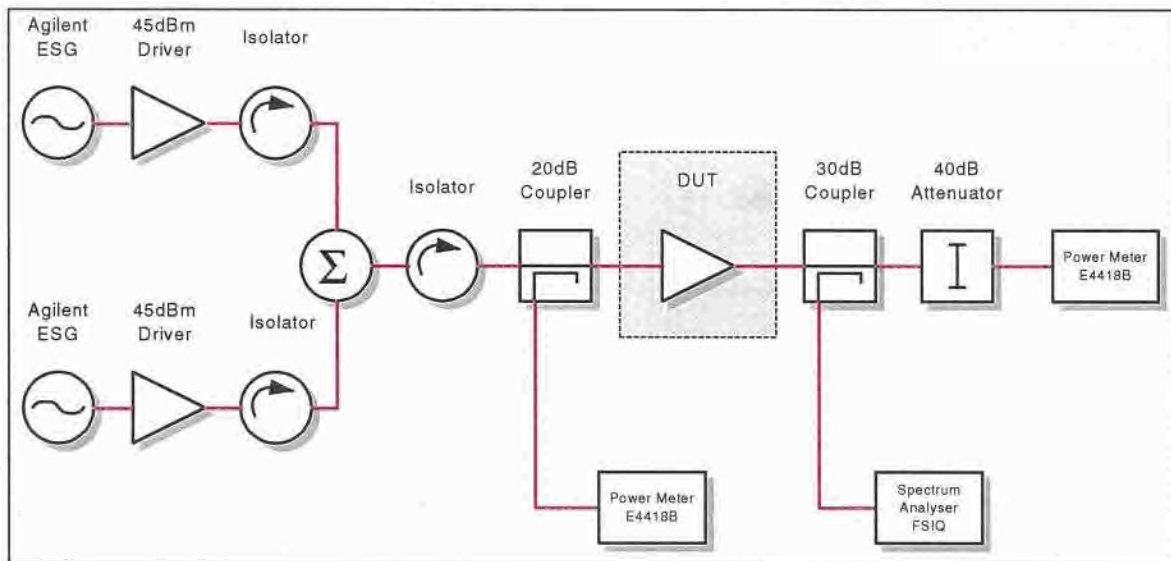 Agilent
ESG
45dBm
Driver
Isolator
Agilent
ESG
45dBm
Driver
Isolator
Σ
Isolator
20dB
Coupler
DUT
30dB
Coupler
40dB
Attenuator
Power Meter
E4418B
Power Meter
E4418B
Spectrum
Analyser
FSIQ